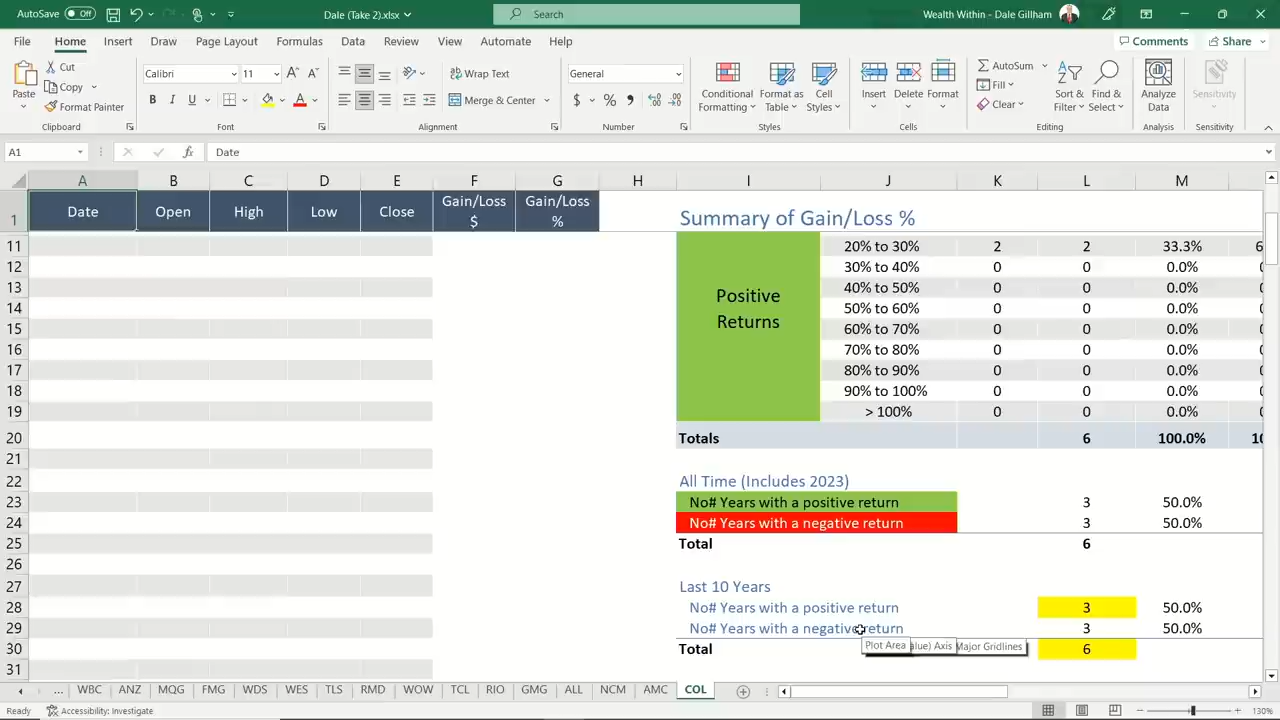 AutoSave Off Dale (Take 2).xlsx Search Wealth Within - Dale Gillham
File Home Insert Draw Page Layout Formulas Data Review View Automate Help Comments Share
Paste Cut Copy Format Painter
Calibri 11 A A B I U A
Wrap Text Merge & Center
General $ % ,
Conditional Formatting Format as Table Cell Styles
Insert Delete Format
AutoSum Fill Clear Sort & Filter Find & Select
Analyze Data Sensitivity
Clipboard Font Alignment Number Styles Cells Editing Analysis Sensitivity
A1 fx Date
A B C D E F G H I J K L M
1 Date Open High Low Close Gain/Loss $ Gain/Loss % Summary of Gain/Loss %
Positive Returns
11 20% to 30% 2 2 33.3% 6
12 30% to 40% 0 0 0.0%
13 40% to 50% 0 0 0.0%
14 50% to 60% 0 0 0.0%
15 60% to 70% 0 0 0.0%
16 70% to 80% 0 0 0.0%
17 80% to 90% 0 0 0.0%
18 90% to 100% 0 0 0.0%
19 > 100% 0 0 0.0%
20 Totals 6 100.0% 10
21
22 All Time (Includes 2023)
23 No# Years with a positive return 3 50.0%
24 No# Years with a negative return 3 50.0%
25 Total 6
26
27 Last 10 Years
28 No# Years with a positive return 3 50.0%
29 No# Years with a negative return 3 50.0%
Plot Area alue) Axis Major Gridlines
30 Total 6
31
... WBC ANZ MQG FMG WDS WES TLS RMD WOW TCL RIO GMG ALL NCM AMC COL
Ready Accessibility: Investigate 130%